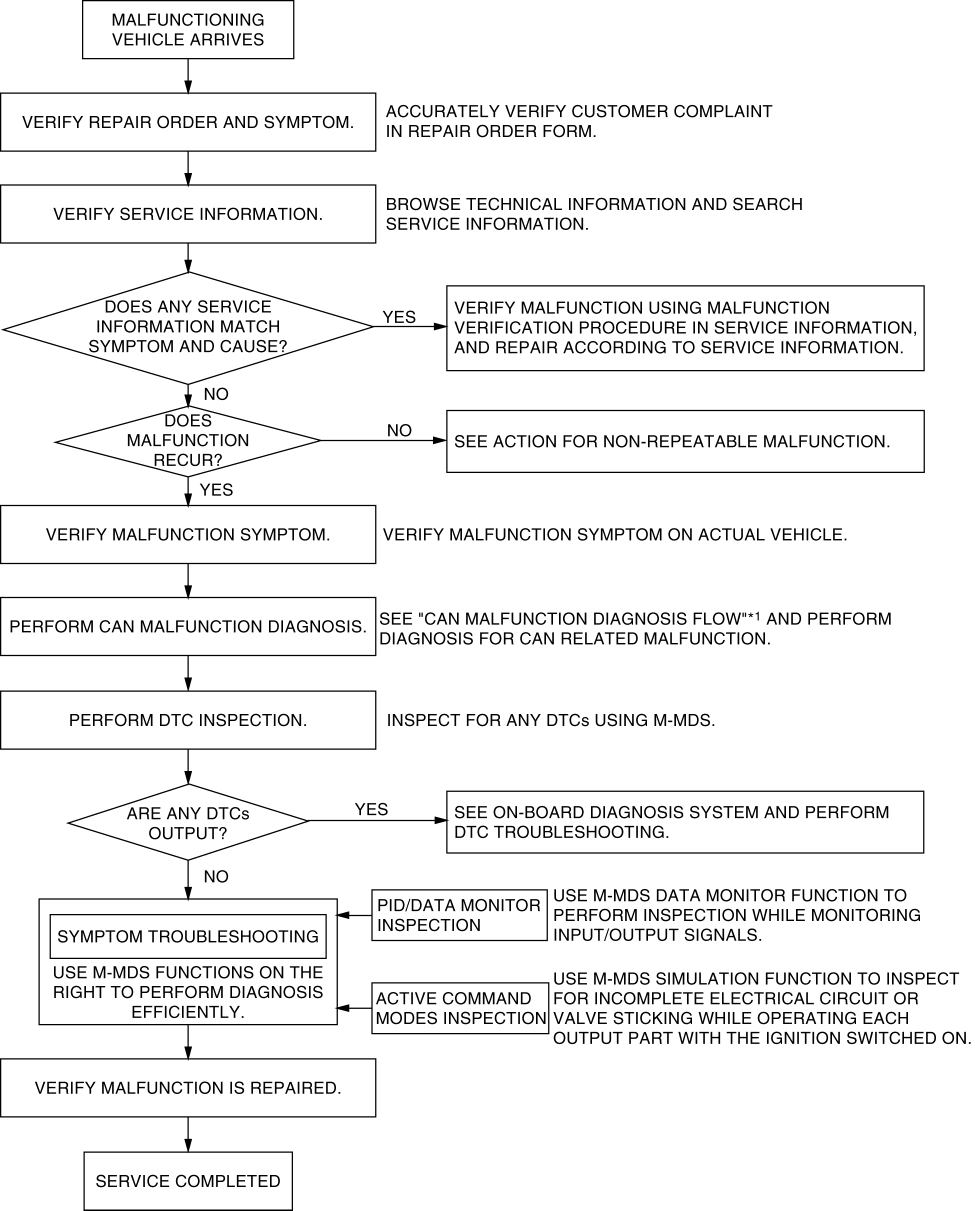 MALFUNCTIONING
VEHICLE ARRIVES
VERIFY REPAIR ORDER AND SYMPTOM.
ACCURATELY VERIFY CUSTOMER COMPLAINT
IN REPAIR ORDER FORM.
VERIFY SERVICE INFORMATION.
BROWSE TECHNICAL INFORMATION AND SEARCH
SERVICE INFORMATION.
DOES ANY SERVICE
INFORMATION MATCH
SYMPTOM AND CAUSE?
YES
VERIFY MALFUNCTION USING MALFUNCTION
VERIFICATION PROCEDURE IN SERVICE INFORMATION,
AND REPAIR ACCORDING TO SERVICE INFORMATION.
NO
DOES
MALFUNCTION
RECUR?
NO
SEE ACTION FOR NON-REPEATABLE MALFUNCTION.
YES
VERIFY MALFUNCTION SYMPTOM.
VERIFY MALFUNCTION SYMPTOM ON ACTUAL VEHICLE.
PERFORM CAN MALFUNCTION DIAGNOSIS.
SEE "CAN MALFUNCTION DIAGNOSIS FLOW"*1 AND PERFORM
DIAGNOSIS FOR CAN RELATED MALFUNCTION.
PERFORM DTC INSPECTION.
INSPECT FOR ANY DTCs USING M-MDS.
ARE ANY DTCs
OUTPUT?
YES
SEE ON-BOARD DIAGNOSIS SYSTEM AND PERFORM
DTC TROUBLESHOOTING.
NO
SYMPTOM TROUBLESHOOTING
USE M-MDS FUNCTIONS ON THE
RIGHT TO PERFORM DIAGNOSIS
EFFICIENTLY.
PID/DATA MONITOR
INSPECTION
USE M-MDS DATA MONITOR FUNCTION TO
PERFORM INSPECTION WHILE MONITORING
INPUT/OUTPUT SIGNALS.
ACTIVE COMMAND
MODES INSPECTION
USE M-MDS SIMULATION FUNCTION TO INSPECT
FOR INCOMPLETE ELECTRICAL CIRCUIT OR
VALVE STICKING WHILE OPERATING EACH
OUTPUT PART WITH THE IGNITION SWITCHED ON.
VERIFY MALFUNCTION IS REPAIRED.
SERVICE COMPLETED